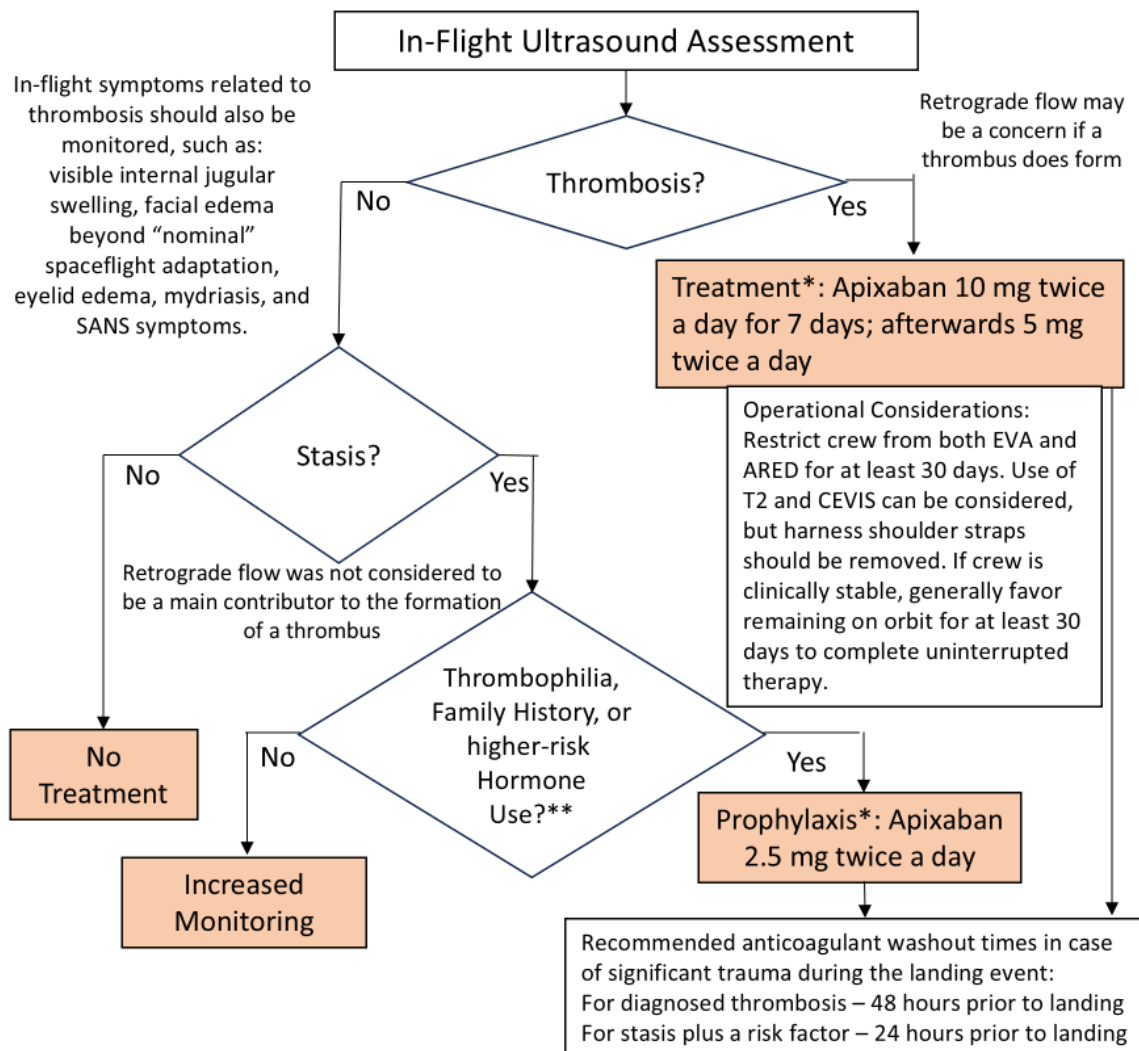 In-Flight Ultrasound Assessment
In-flight symptoms related to
thrombosis should also be
monitored, such as:
visible internal jugular
swelling, facial edema
beyond “nominal”
spaceflight adaptation,
eyelid edema, mydriasis, and
SANS symptoms.
Retrograde flow may
be a concern if a
thrombus does form
Thrombosis?
No
Yes
Treatment*: Apixaban 10 mg twice
a day for 7 days; afterwards 5 mg
twice a day
Operational Considerations:
Restrict crew from both EVA and
ARED for at least 30 days. Use of
T2 and CEVIS can be considered,
but harness shoulder straps
should be removed. If crew is
clinically stable, generally favor
remaining on orbit for at least 30
days to complete uninterrupted
therapy.
Stasis?
No
Yes
Retrograde flow was not considered to
be a main contributor to the formation
of a thrombus
Thrombophilia,
Family History, or
higher-risk
Hormone
Use?**
No
Yes
No
Treatment
Increased
Monitoring
Prophylaxis*: Apixaban
2.5 mg twice a day
Recommended anticoagulant washout times in case
of significant trauma during the landing event:
For diagnosed thrombosis – 48 hours prior to landing
For stasis plus a risk factor – 24 hours prior to landing